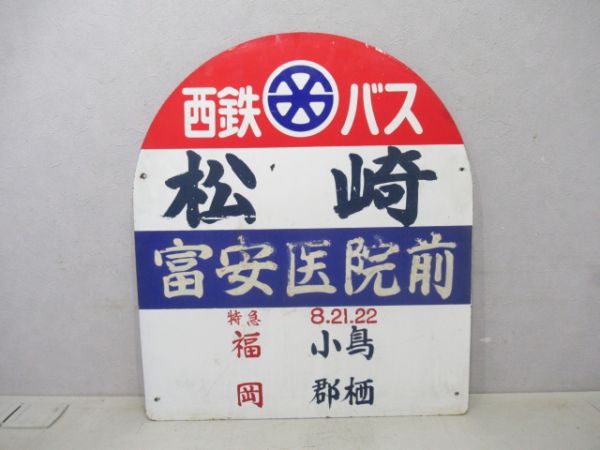 西鉄バス
松崎
富安医院前
特急 8.21.22
福岡 小郡 鳥栖